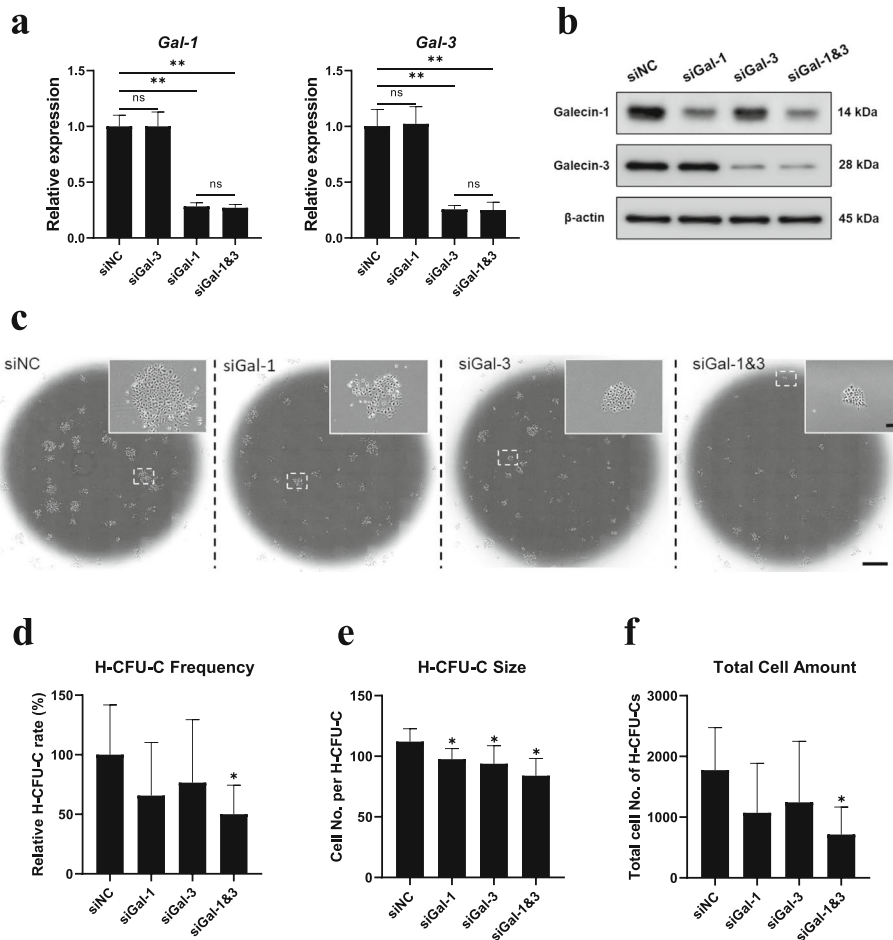 a
Gal-1
Relative expression
1.5
1.0
0.5
0.0
**
**
ns
ns
siNC
siGal-3
siGal-1
siGal-1&3
Gal-3
Relative expression
1.5
1.0
0.5
0.0
**
**
ns
ns
siNC
siGal-1
siGal-3
siGal-1&3
b
siNC
siGal-1
siGal-3
siGal-1&3
Galecin-1
14 kDa
Galecin-3
28 kDa
β-actin
45 kDa
c
siNC
siGal-1
siGal-3
siGal-1&3
d
H-CFU-C Frequency
Relative H-CFU-C rate (%)
150
100
50
0
*
siNC
siGal-1
siGal-3
siGal-1&3
e
H-CFU-C Size
Cell No. per H-CFU-C
150
100
50
0
*
*
*
siNC
siGal-1
siGal-3
siGal-1&3
f
Total Cell Amount
Total cell No. of H-CFU-Cs
3000
2000
1000
0
*
siNC
siGal-1
siGal-3
siGal-1&3